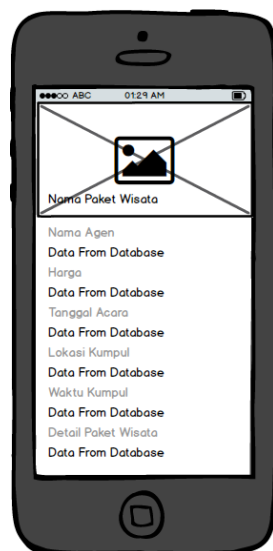 ABC 01:29 AM
Nama Paket Wisata
Nama Agen
Data From Database
Harga
Data From Database
Tanggal Acara
Data From Database
Lokasi Kumpul
Data From Database
Waktu Kumpul
Data From Database
Detail Paket Wisata
Data From Database